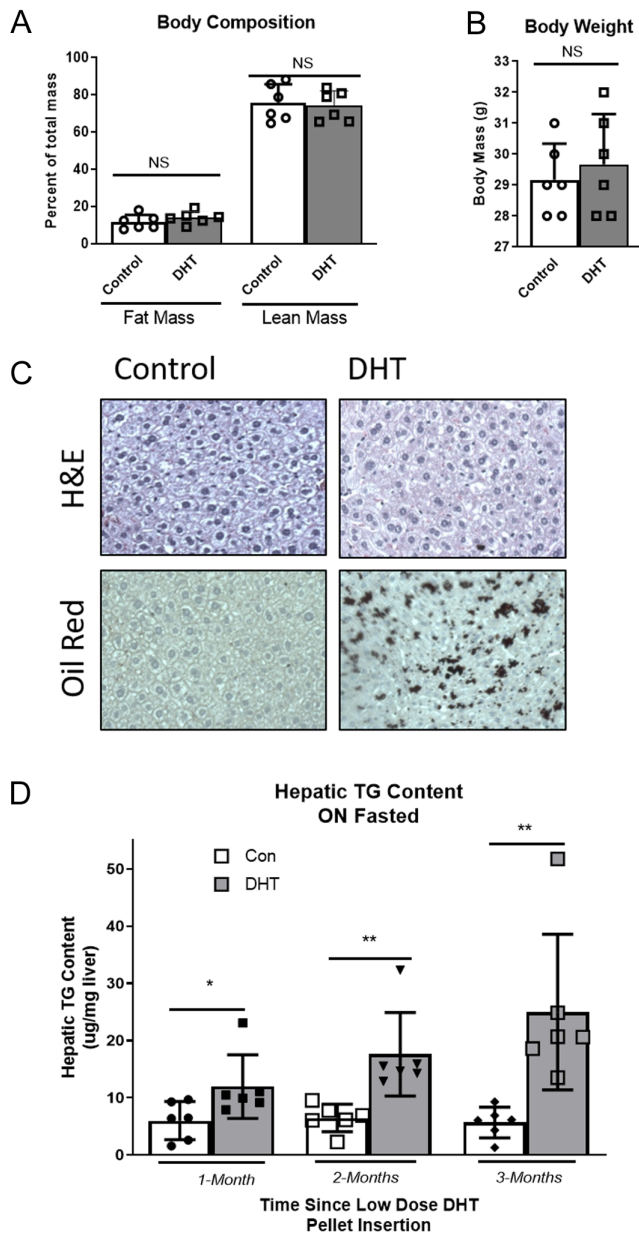 A
Body Composition
Percent of total mass
100
80
60
40
20
0
NS
NS
Control
DHT
Control
DHT
Fat Mass
Lean Mass
B
Body Weight
Body Mass (g)
33
32
31
30
29
28
27
NS
Control
DHT
C
Control
DHT
H&E
Oil Red
D
Hepatic TG Content
ON Fasted
Hepatic TG Content
(ug/mg liver)
50
40
30
20
10
0
Con
DHT
*
**
**
1-Month
2-Months
3-Months
Time Since Low Dose DHT
Pellet Insertion